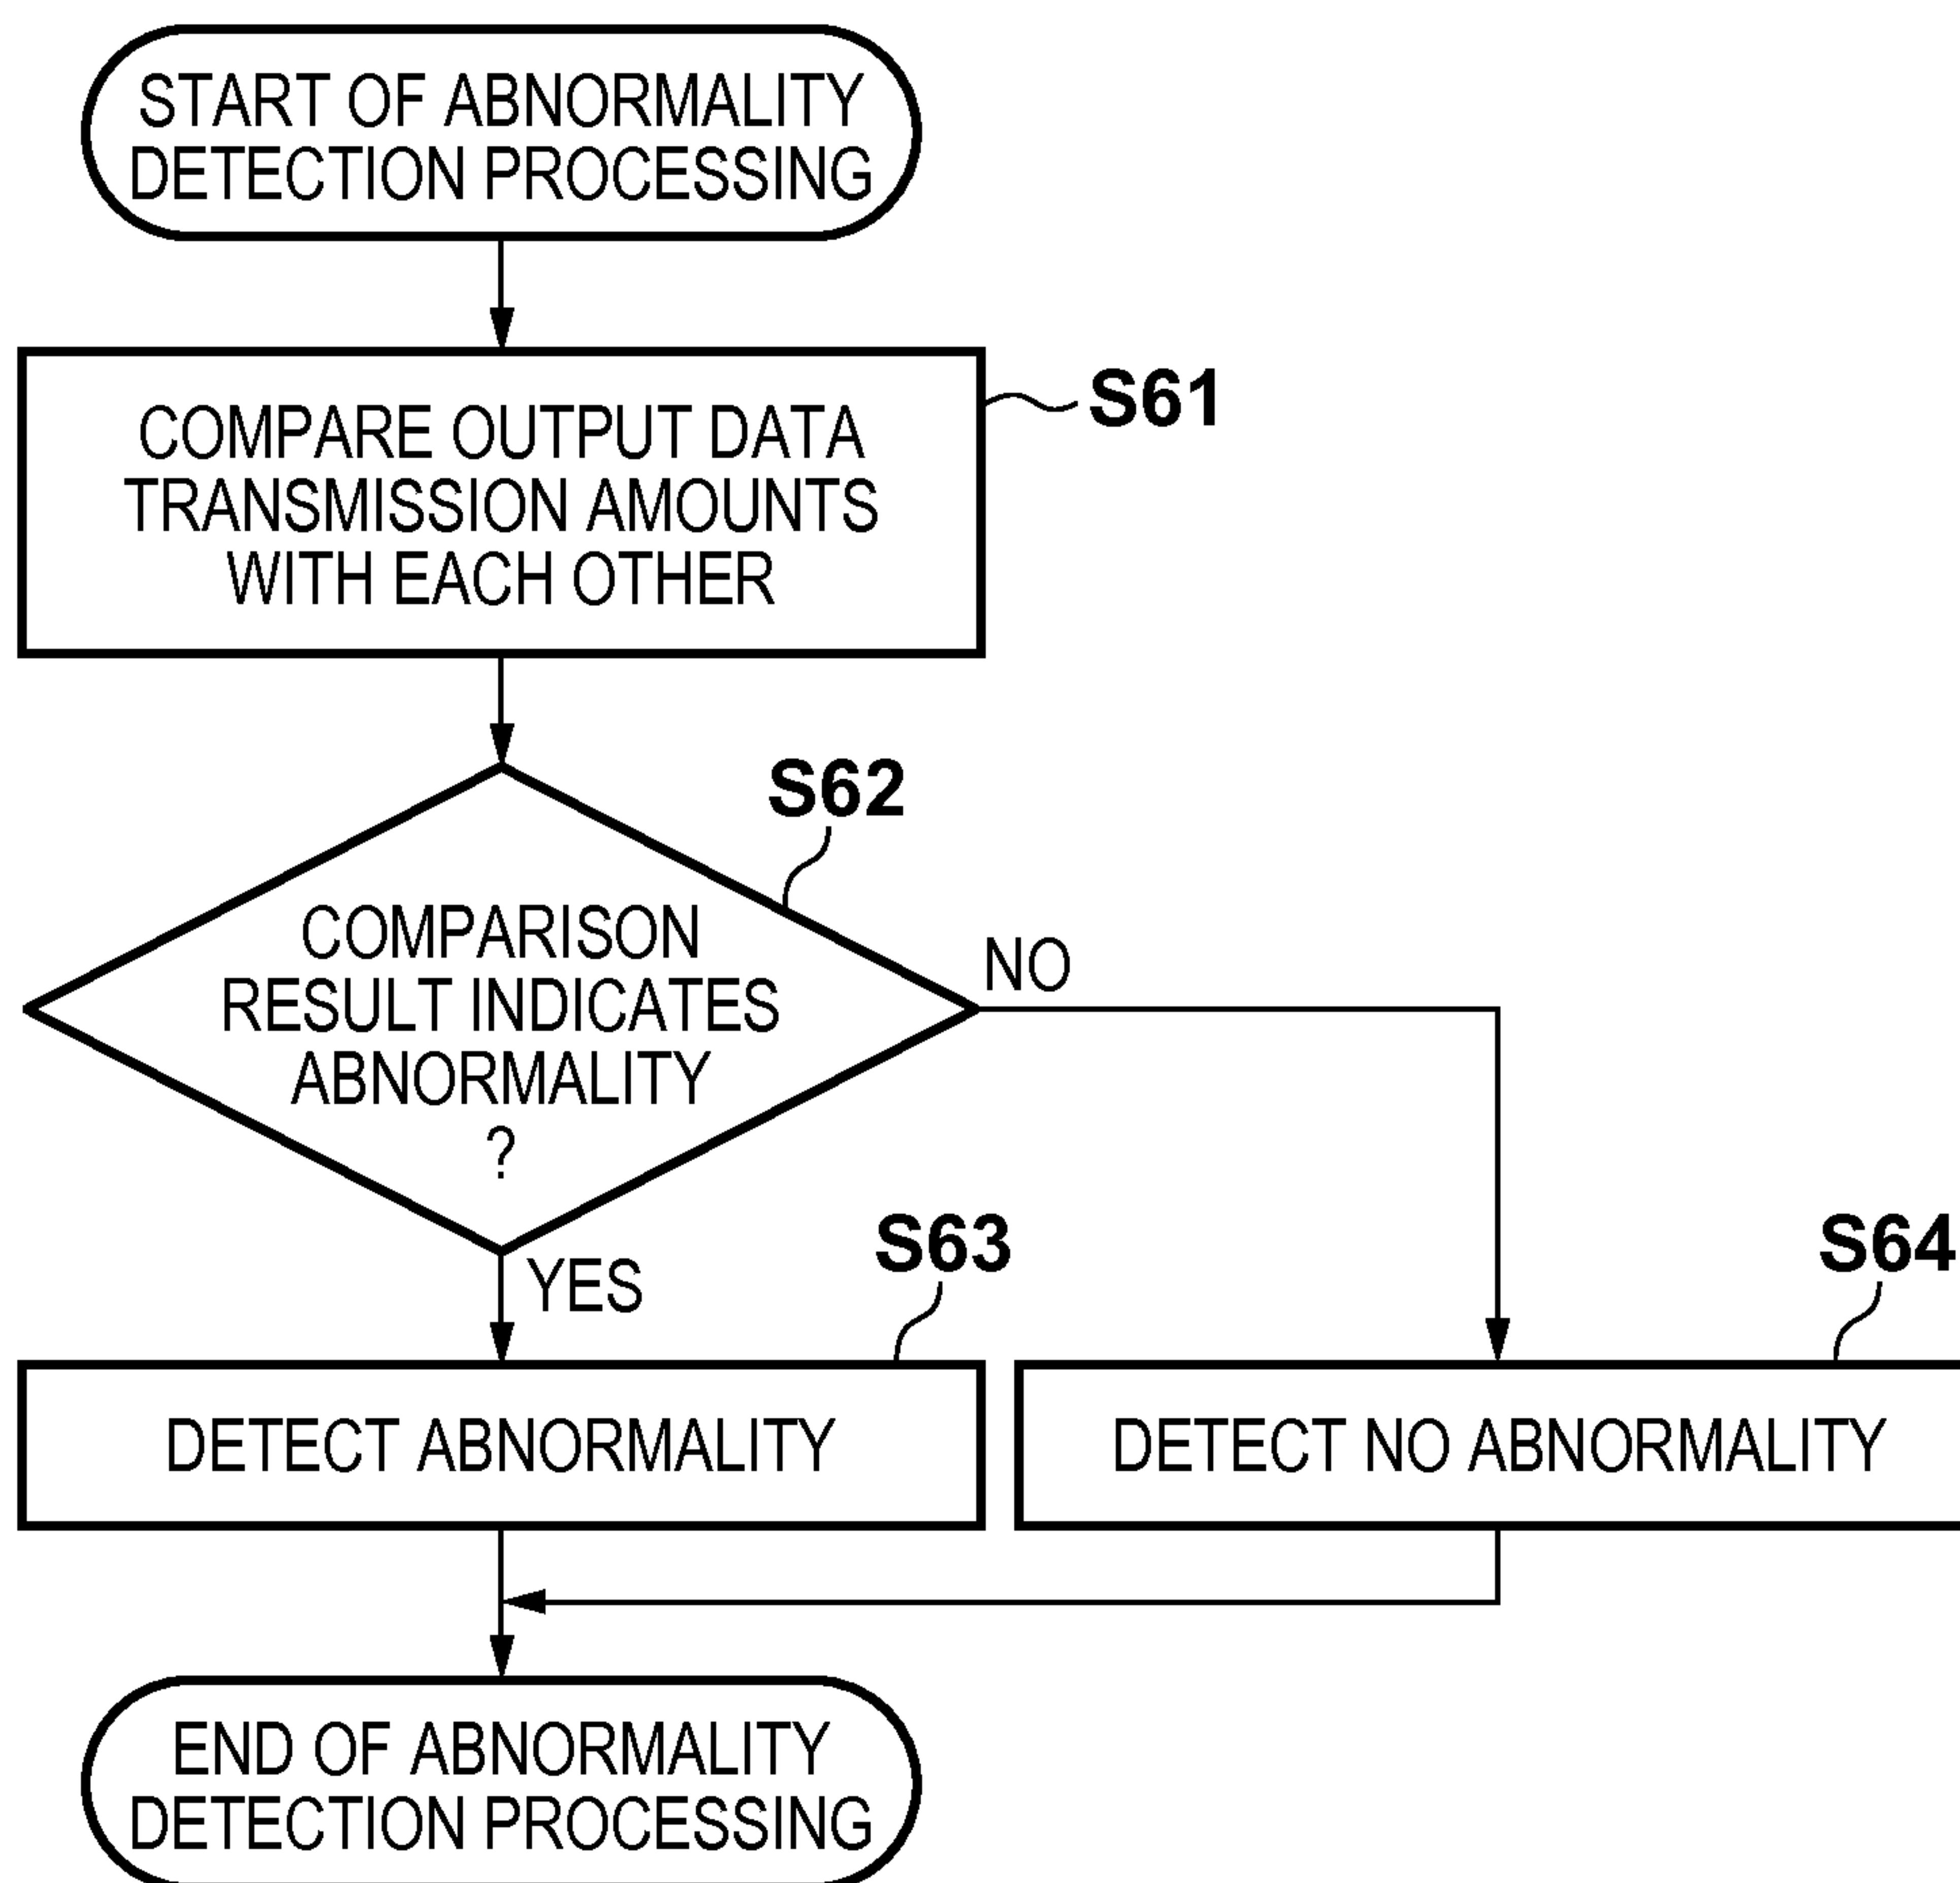 START OF ABNORMALITY
DETECTION PROCESSING
COMPARE OUTPUT DATA
TRANSMISSION AMOUNTS
WITH EACH OTHER
S61
S62
COMPARISON
RESULT INDICATES
ABNORMALITY
?
NO
YES
S63
S64
DETECT ABNORMALITY
DETECT NO ABNORMALITY
END OF ABNORMALITY
DETECTION PROCESSING